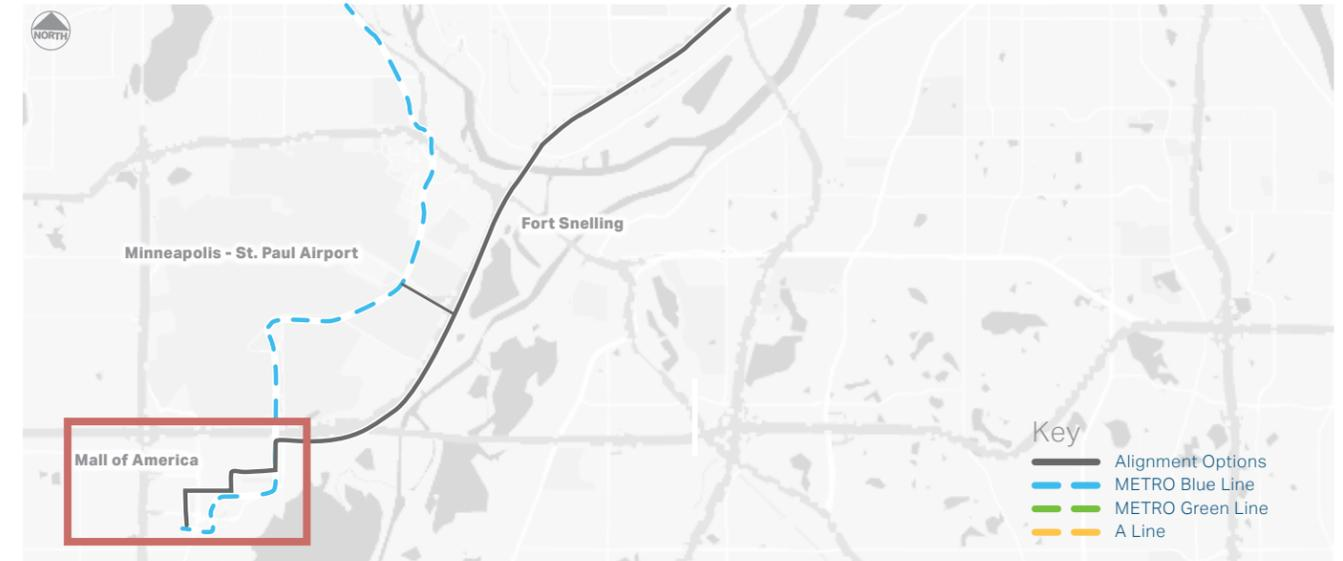 NORTH
Fort Snelling
Minneapolis - St. Paul Airport
Mall of America
Key
Alignment Options
METRO Blue Line
METRO Green Line
A Line